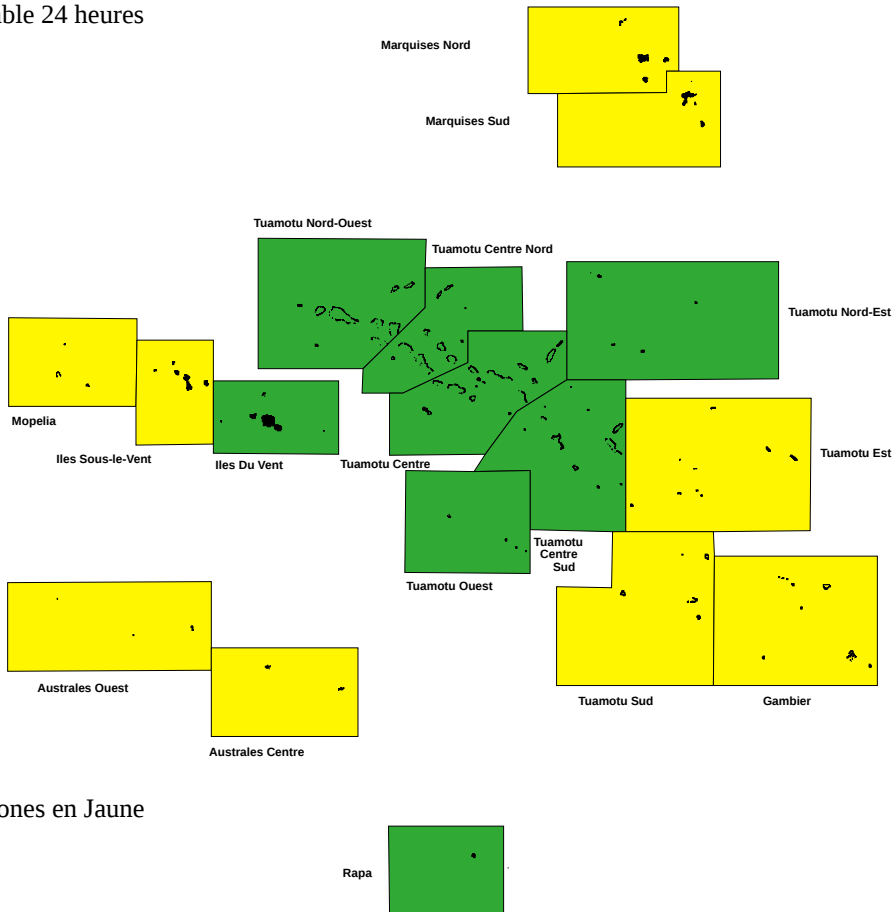 24 heures
Marquises Nord
Marquises Sud
Tuamotu Nord-Ouest
Tuamotu Centre Nord
Tuamotu Nord-Est
Mopelia
Iles Sous-le-Vent
Iles Du Vent
Tuamotu Centre
Tuamotu Est
Tuamotu
Centre
Sud
Tuamotu Ouest
Australes Ouest
Tuamotu Sud
Gambier
Australes Centre
en Jaune
Rapa